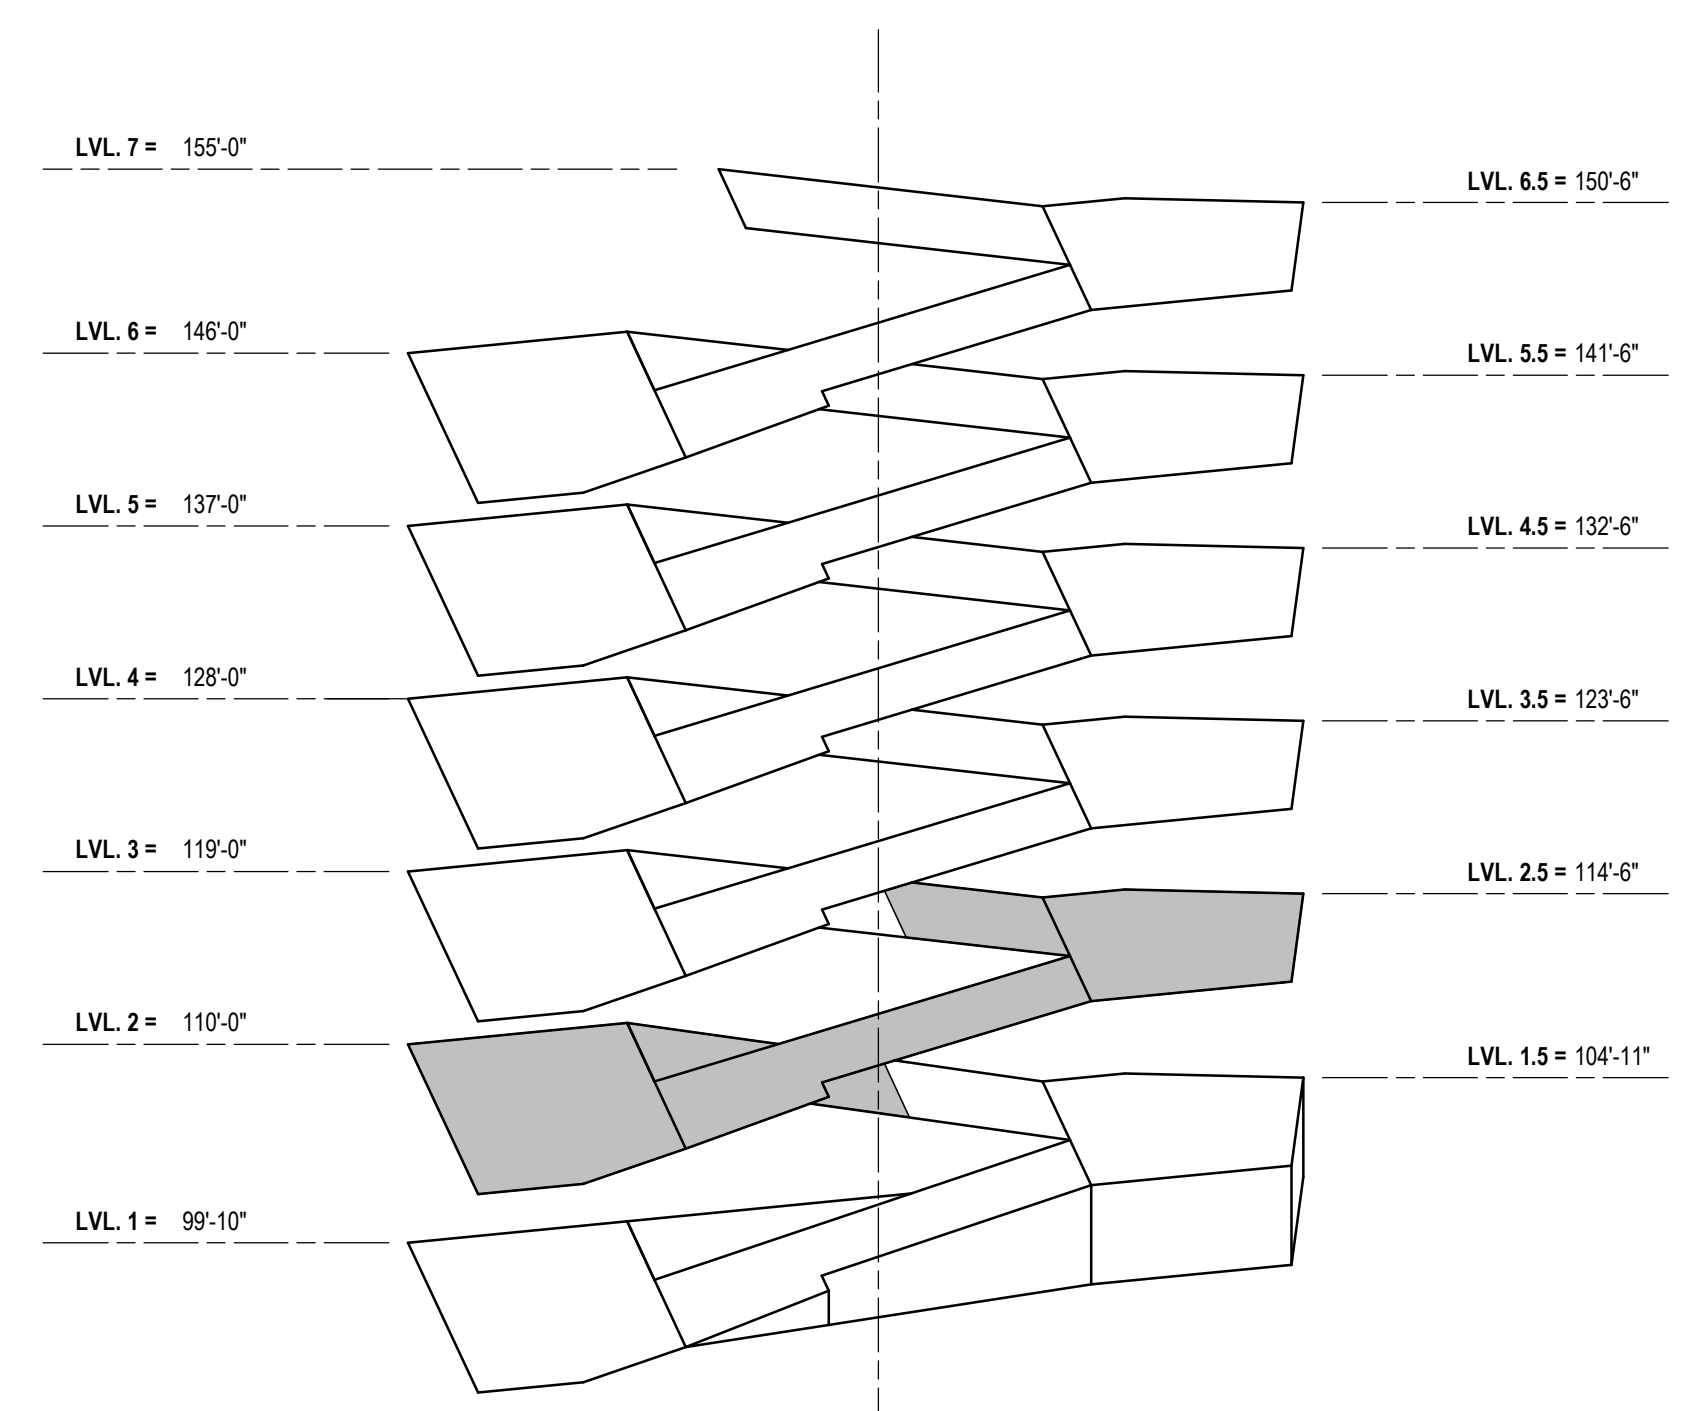 LVL. 7 = 155'-0"
LVL. 6.5 = 150'-6"
LVL. 6 = 146'-0"
LVL. 5.5 = 141'-6"
LVL. 5 = 137'-0"
LVL. 4.5 = 132'-6"
LVL. 4 = 128'-0"
LVL. 3.5 = 123'-6"
LVL. 3 = 119'-0"
LVL. 2.5 = 114'-6"
LVL. 2 = 110'-0"
LVL. 1.5 = 104'-11"
LVL. 1 = 99'-10"